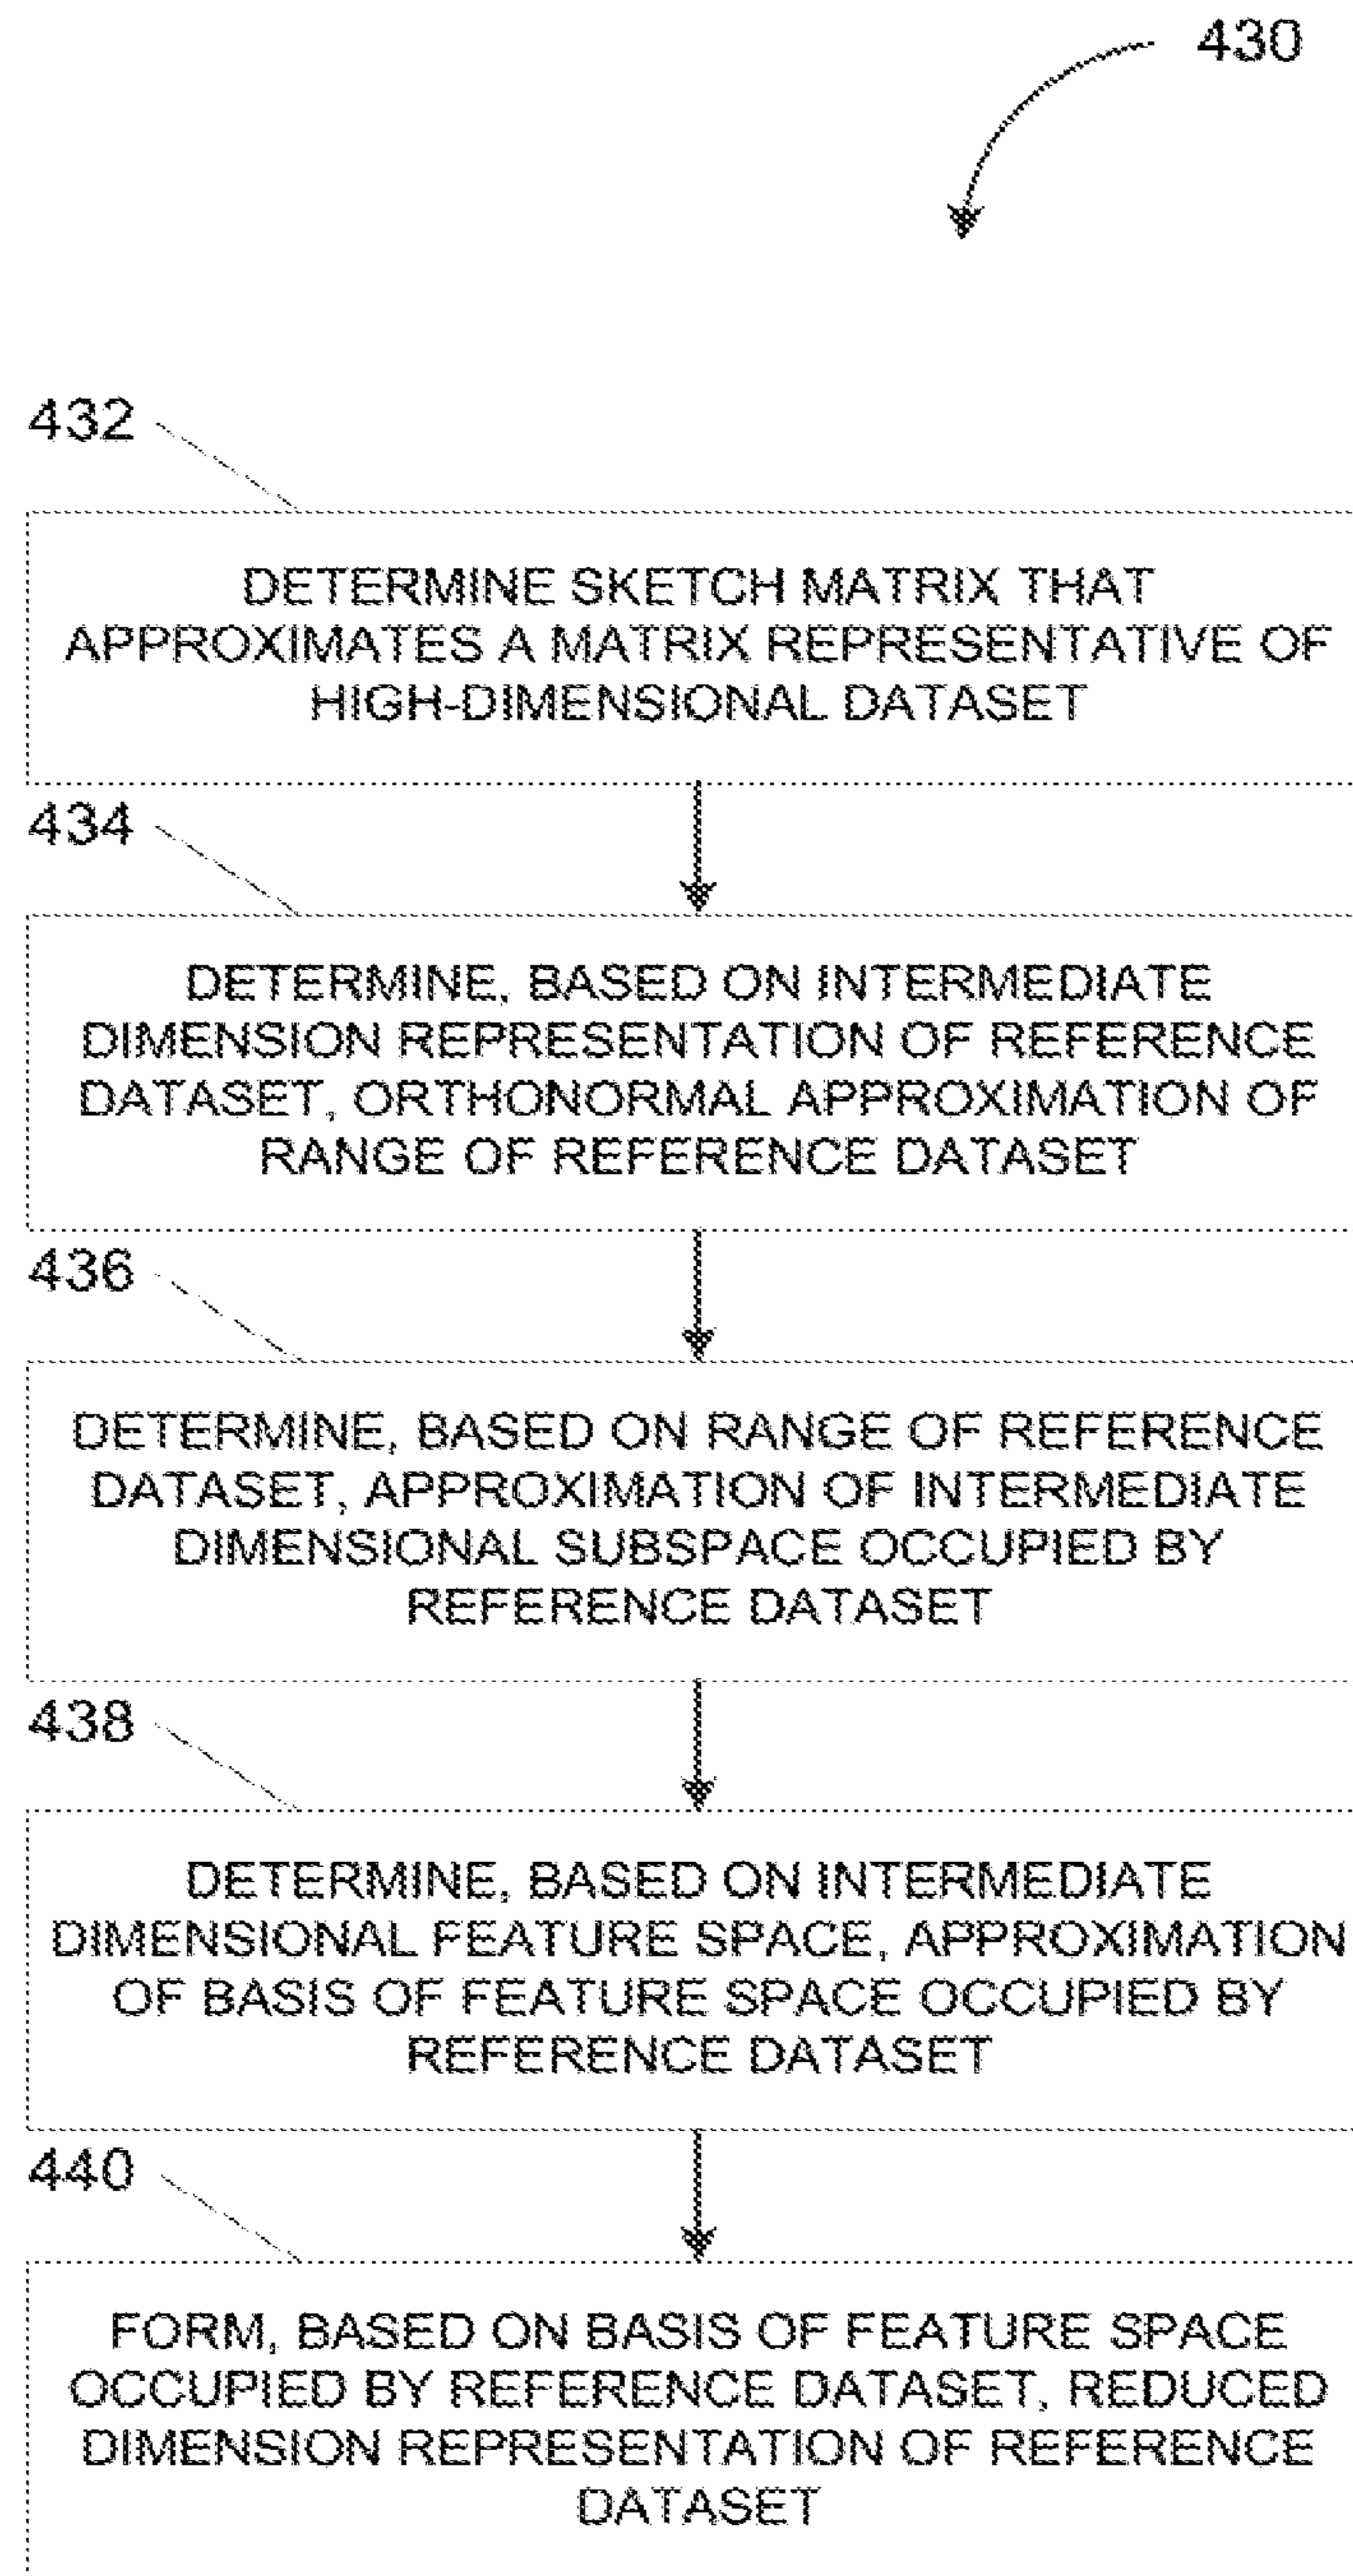 430
432
DETERMINE SKETCH MATRIX THAT
APPROXIMATES A MATRIX REPRESENTATIVE OF
HIGH-DIMENSIONAL DATASET
434
DETERMINE, BASED ON INTERMEDIATE
DIMENSION REPRESENTATION OF REFERENCE
DATASET, ORTHONORMAL APPROXIMATION OF
RANGE OF REFERENCE DATASET
436
DETERMINE, BASED ON RANGE OF REFERENCE
DATASET, APPROXIMATION OF INTERMEDIATE
DIMENSIONAL SUBSPACE OCCUPIED BY
REFERENCE DATASET
438
DETERMINE, BASED ON INTERMEDIATE
DIMENSIONAL FEATURE SPACE, APPROXIMATION
OF BASIS OF FEATURE SPACE OCCUPIED BY
REFERENCE DATASET
440
FORM, BASED ON BASIS OF FEATURE SPACE
OCCUPIED BY REFERENCE DATASET, REDUCED
DIMENSION REPRESENTATION OF REFERENCE
DATASET